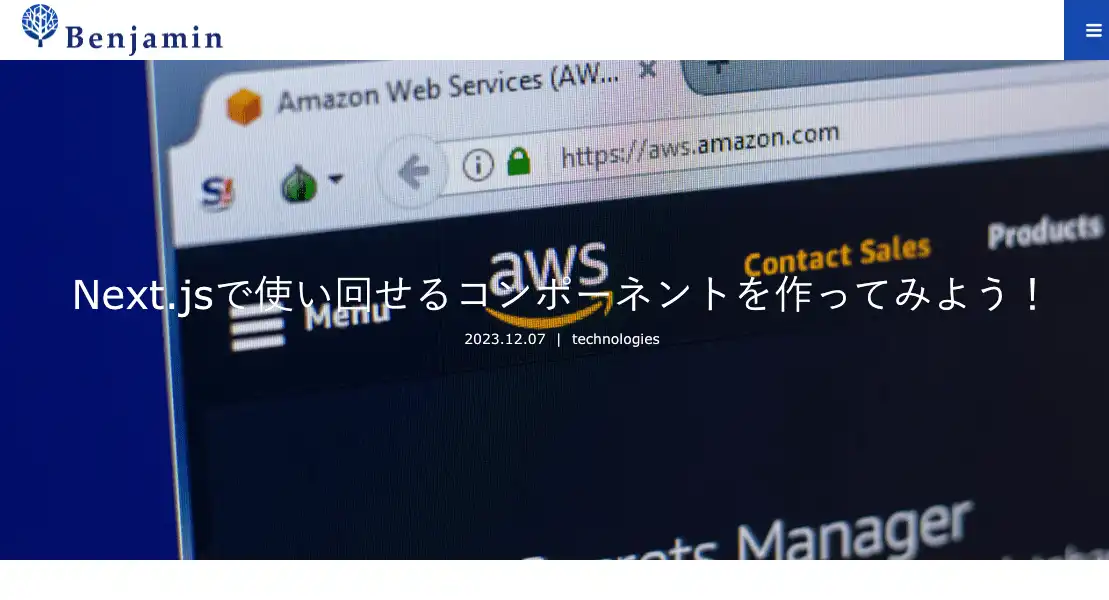 Benjamin
Amazon Web Services (AW...
https://aws.amazon.com
S!
aws
Contact Sales
Products
Menu
Next.jsで使い回せるコンポーネントを作ってみよう！
2023.12.07 | technologies
Secrets Manager